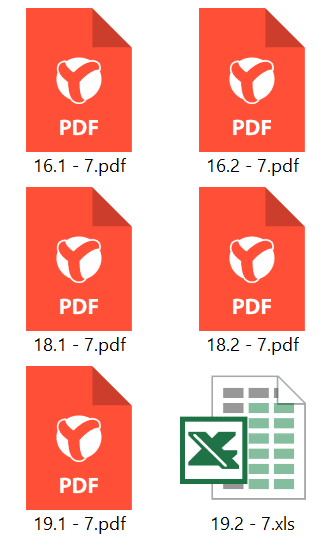 PDF PDF
16.1 - 7.pdf 16.2 - 7.pdf
PDF PDF
18.1 - 7.pdf 18.2 - 7.pdf
PDF
19.1 - 7.pdf 19.2 - 7.xls